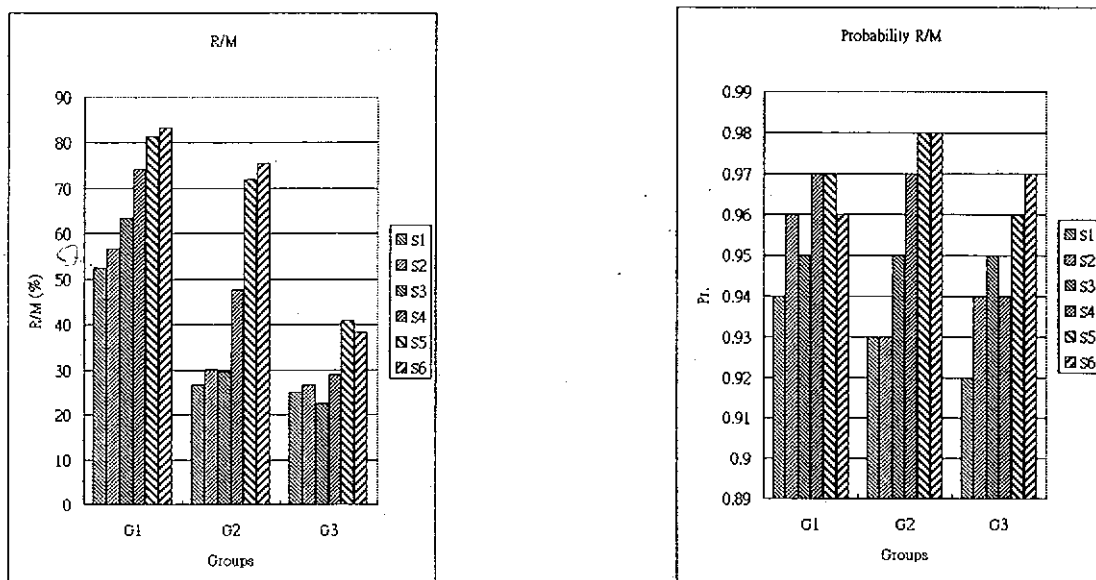 R/M
90
80
70
60
50
40
30
20
10
0
R/M (%)
G1 G2 G3
Groups
S1
S2
S3
S4
S5
S6
Probability R/M
0.99
0.98
0.97
0.96
0.95
0.94
0.93
0.92
0.91
0.9
0.89
Pr.
G1 G2 G3
Groups
S1
S2
S3
S4
S5
S6